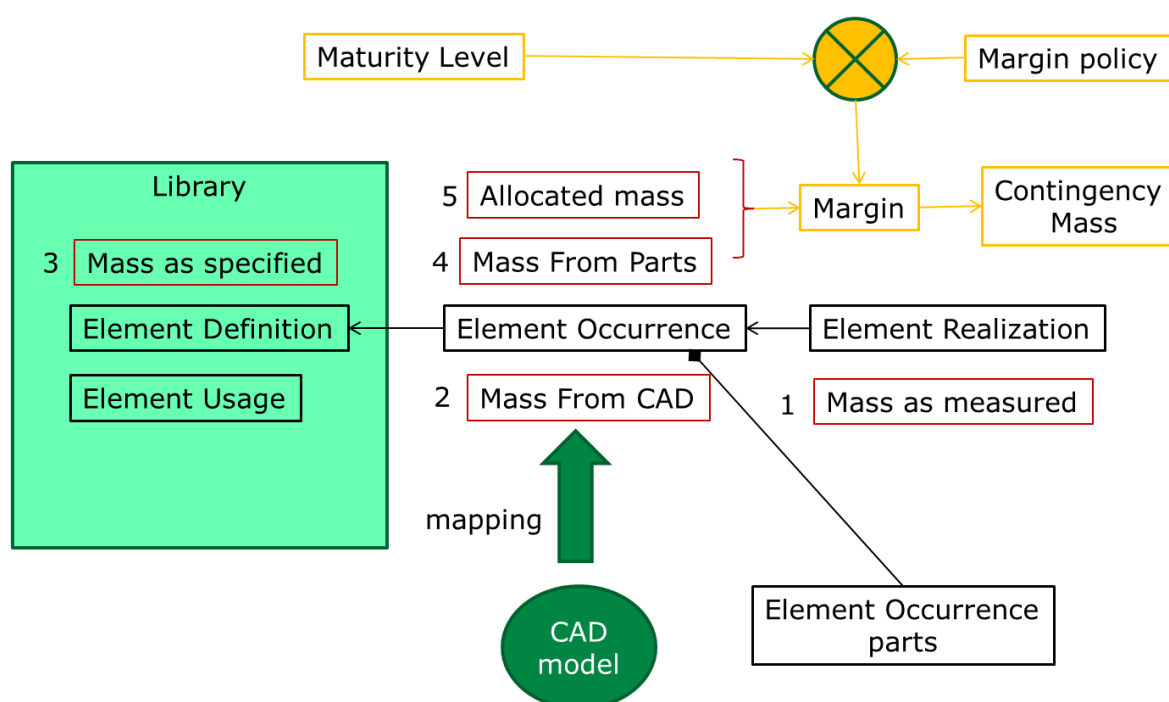 Maturity Level
Margin policy
Library
5 Allocated mass
Margin
Contingency
Mass
3 Mass as specified
4 Mass From Parts
Element Definition
Element Occurrence
Element Realization
Element Usage
2 Mass From CAD
1 Mass as measured
mapping
Element Occurrence
parts
CAD
model